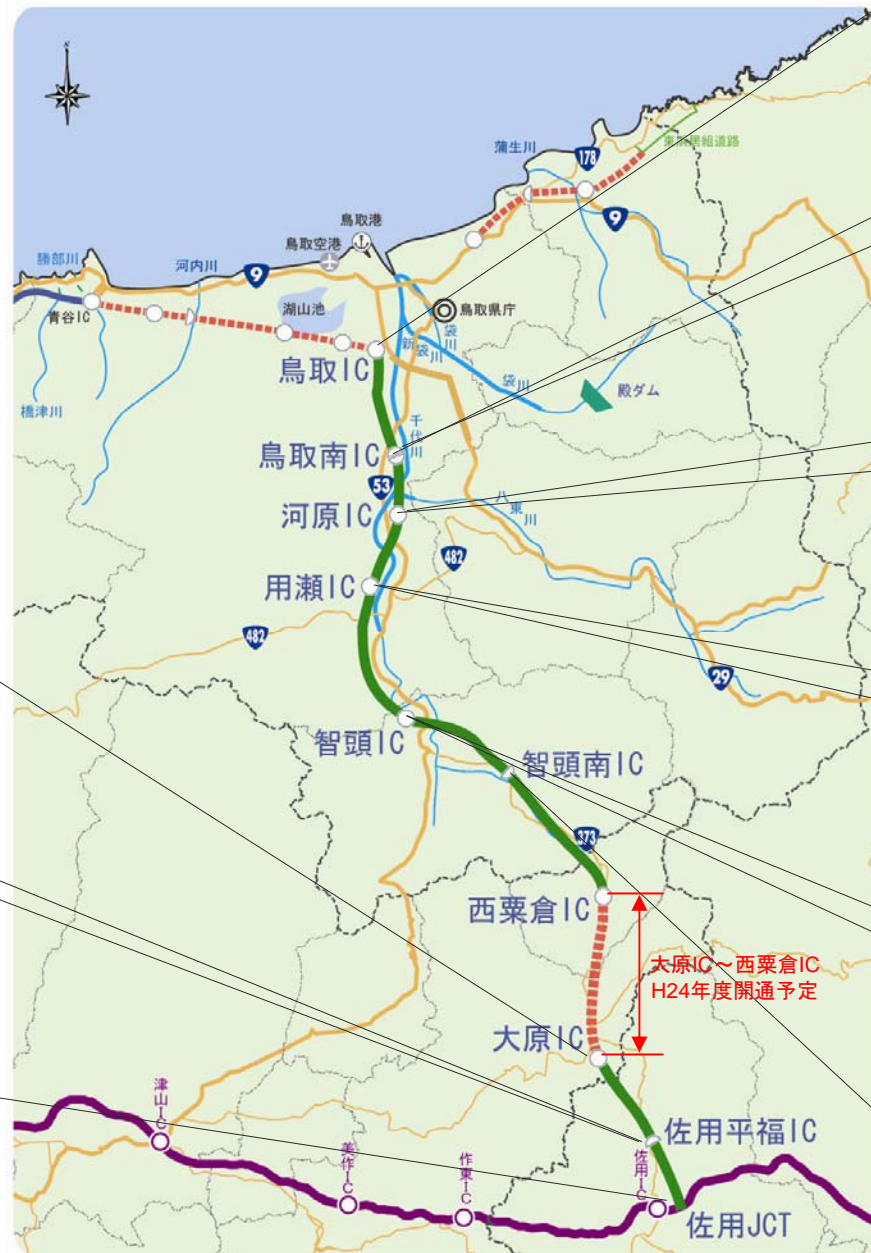 N
東浜居組道路
蒲生川
178
9
鳥取港
鳥取空港
勝部川
河内川
9
青谷IC
湖山池
鳥取県庁
袋川
新袋川
鳥取IC
袋川
殿ダム
橋津川
千代川
鳥取南IC
53
河原IC
八東川
482
用瀬IC
482
29
智頭IC
智頭南IC
373
西粟倉IC
大原IC~西粟倉IC
H24年度開通予定
大原IC
津山IC
佐用平福IC
美作IC
作東IC
佐用IC
佐用JCT